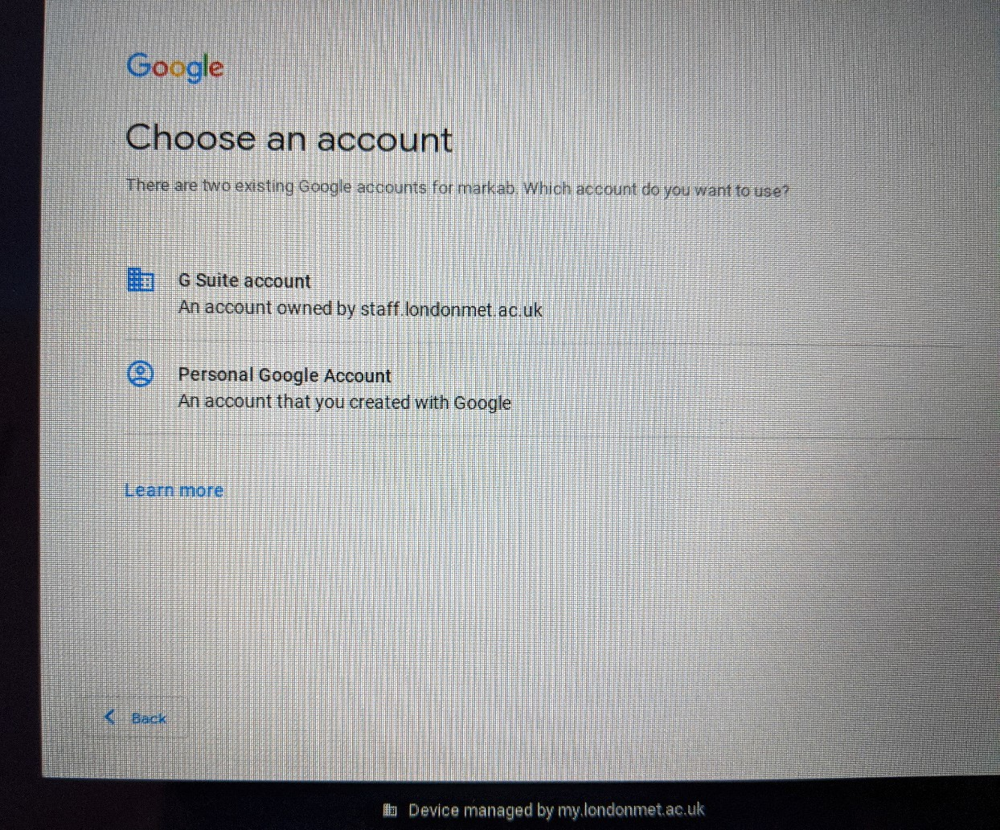 Google
Choose an account
There are two existing Google accounts for markab. Which account do you want to use?
G Suite account
An account owned by staff.londonmet.ac.uk
Personal Google Account
An account that you created with Google
Learn more
Back
Device managed by my.londonmet.ac.uk